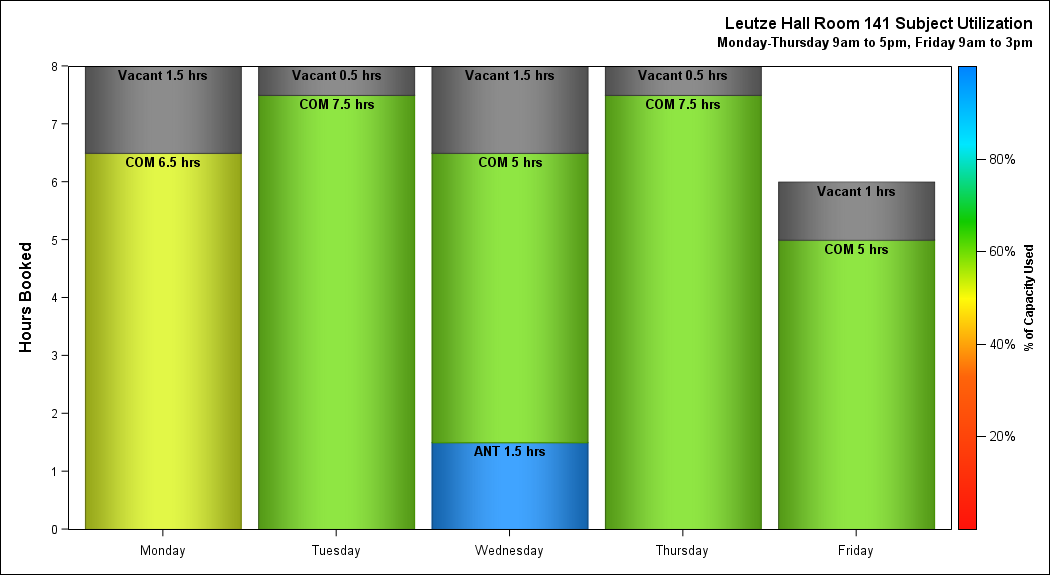 Leutze Hall Room 141 Subject Utilization
Monday-Thursday 9am to 5pm, Friday 9am to 3pm
Hours Booked
8
7
6
5
4
3
2
1
0
Vacant 1.5 hrs
COM 6.5 hrs
Vacant 0.5 hrs
COM 7.5 hrs
Vacant 1.5 hrs
COM 5 hrs
ANT 1.5 hrs
Vacant 0.5 hrs
COM 7.5 hrs
Vacant 1 hrs
COM 5 hrs
Monday
Tuesday
Wednesday
Thursday
Friday
80%
60%
40%
20%
% of Capacity Used